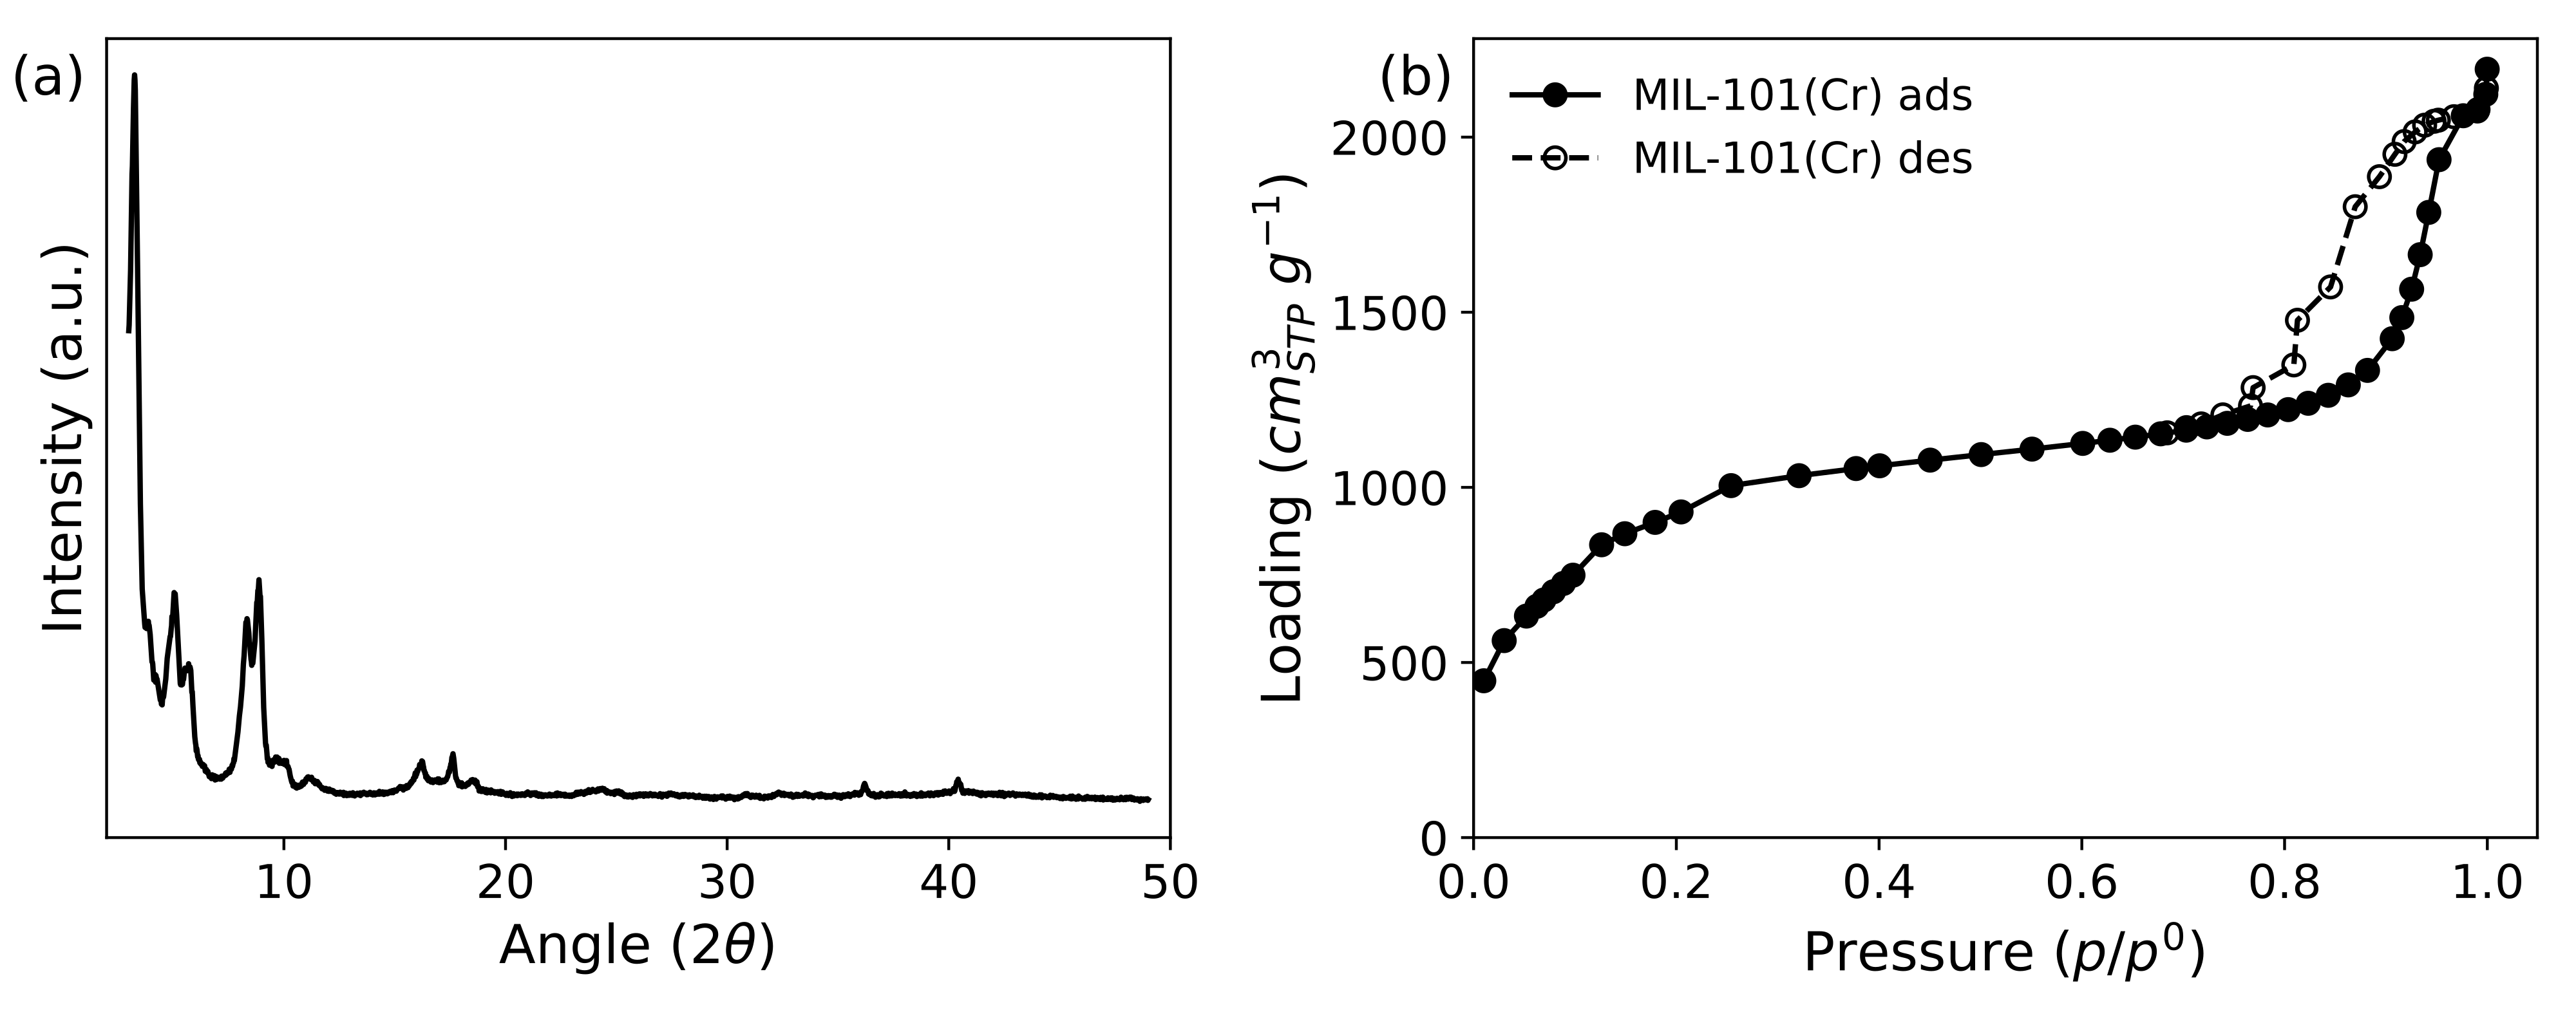 (a)
Intensity (a.u.)
10 20 30 40 50
Angle (2θ)
(b)
MIL-101(Cr) ads
MIL-101(Cr) des
Loading (cm³_STP g⁻¹)
2000
1500
1000
500
0
0.0 0.2 0.4 0.6 0.8 1.0
Pressure (p/p⁰)